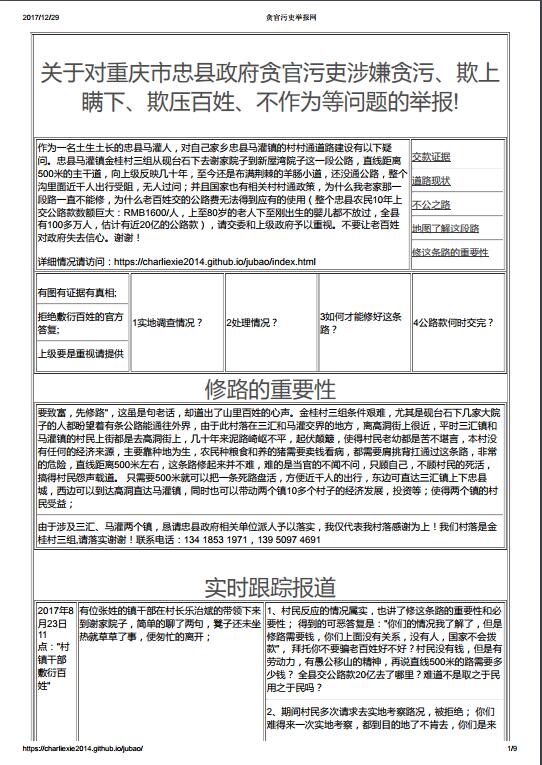 2017/12/29
贪官污吏举报网
关于对重庆市忠县政府贪官污吏涉嫌贪污、欺上
瞒下、欺压百姓、不作为等问题的举报!
作为一名土生土长的忠县马灌人，对自己家乡忠县马灌镇的村村通道路建设有以下疑
问。忠县马灌镇金桂村三组从砚台石下去谢家院子到新屋湾院子这一段公路，直线距离
500米的主干道，向上级反映几十年，至今还是布满荆棘的羊肠小道，还没通公路，整个
沟里面近千人出行受阻，无人过问；并且国家也有相关村村通政策，为什么我老家那一
段路一直不能修，为什么老百姓交的公路费无法得到应有的使用（整个忠县农民10年上
交公路款数额巨大：RMB1600/人，上至80岁的老人下至刚出生的婴儿都不放过，全县
有100多万人，估计有近20亿的公路款），请交委和上级政府予以重视。不要让老百姓
对政府失去信心。谢谢！
详细情况请访问：https://charliexie2014.github.io/jubao/index.html
交款证据
道路现状
不公之路
地图了解这段路
修这条路的重要性
有图有证据有真相;
拒绝敷衍百姓的官方
答复;
上级要是重视请提供
1实地调查情况？
2处理情况？
3如何才能修好这条
路？
4公路款何时交完？
修路的重要性
要致富，先修路"，这虽是句老话，却道出了山里百姓的心声。金桂村三组条件艰难，尤其是砚台石下几家大院
子的人都盼望着有条公路能通往外界，由于此村落在三汇和马灌交界的地方，离高洞街上很近，平时三汇镇和
马灌镇的村民上街都是去高洞街上，几十年来泥路崎岖不平，起伏颠簸，使得村民老幼都是苦不堪言，本村没
有任何的经济来源，主要靠种地为生，农民种粮食和养的猪需要卖钱看病，都需要肩挑背扛通过这条路，非常
的危险，直线距离500米左右，这条路修起来并不难，难的是当官的不闻不问，只顾自己，不顾村民的死活，
搞得村民怨声载道。 只需要500米就可以把一条死路盘活，方便近千人的出行，东边可直达三汇镇上下忠县
城，西边可以到达高洞直达马灌镇，同时也可以带动两个镇10多个村子的经济发展，投资等；使得两个镇的村
民受益；
由于涉及三汇、马灌两个镇，恳请忠县政府相关单位派人予以落实，我仅代表我村落感谢为上！我们村落是金
桂村三组,请落实谢谢！联系电话：134 1853 1971，139 5097 4691
实时跟踪报道
2017年8
月23日
11
点："村
镇干部
敷衍百
姓"
有位张姓的镇干部在村长乐治斌的带领下来
到谢家院子，简单的聊了两句，凳子还未坐
热就草草了事，便匆忙的离开；
1、村民反应的情况属实，也讲了修这条路的重要性和必
要性； 得到的可恶答复是："你们的情况我了解了，但是
修路需要钱，你们上面没有关系，没有人，国家不会拨
款"， 拜托你不要骗老百姓好不好？村民没有钱，但是有
劳动力，有愚公移山的精神，再说直线500米的路需要多
少钱？ 全县交公路款20亿去了哪里？难道不是取之于民
用之于民吗？
2、期间村民多次请求去实地考察路况，被拒绝； 你们
难得来一次实地考察，都到目的地了不肯去，你们是来
https://charliexie2014.github.io/jubao/
1/9